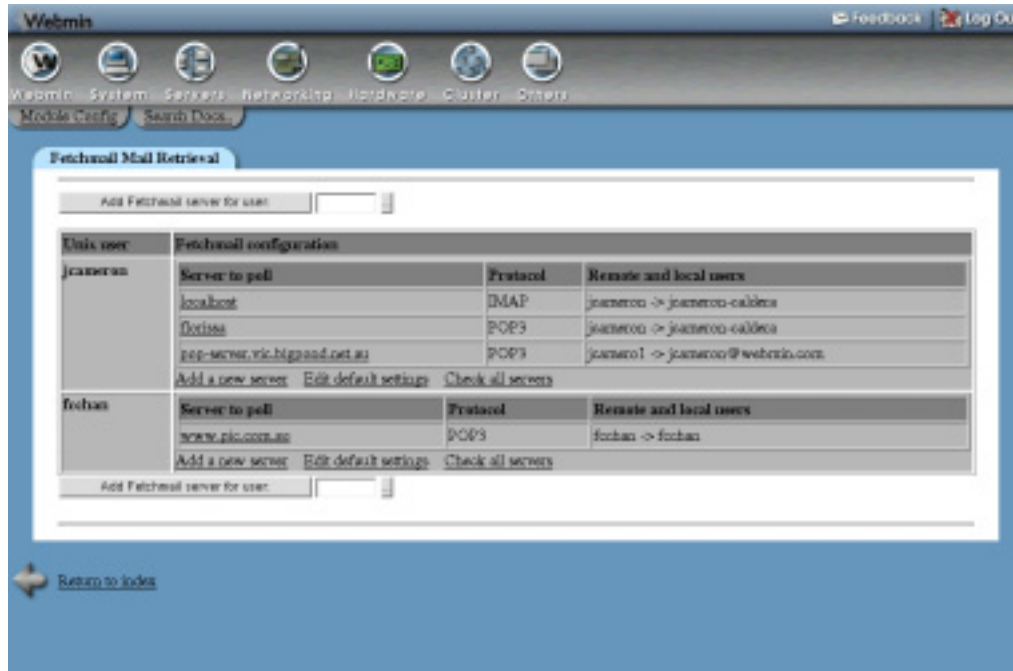 Webmin
Feedback Log Ou
Webmin System Servers Networking Hardware Cluster Others
Module Config Search Docs..
Fetchmail Mail Retrieval
Add Fetchmail server for user:
Unix user Fetchmail configuration
jcameron Server to poll Protocol Remote and local users
localhost IMAP jcameron -> jcameron-caldera
florissa POP3 jcameron -> jcameron-caldera
pop-server.vic.bigpond.net.au POP3 jcamero1 -> jcameron@webmin.com
Add a new server Edit default settings Check all servers
fcchan Server to poll Protocol Remote and local users
www.pic.com.au POP3 fcchan -> fcchan
Add a new server Edit default settings Check all servers
Add Fetchmail server for user:
Return to index